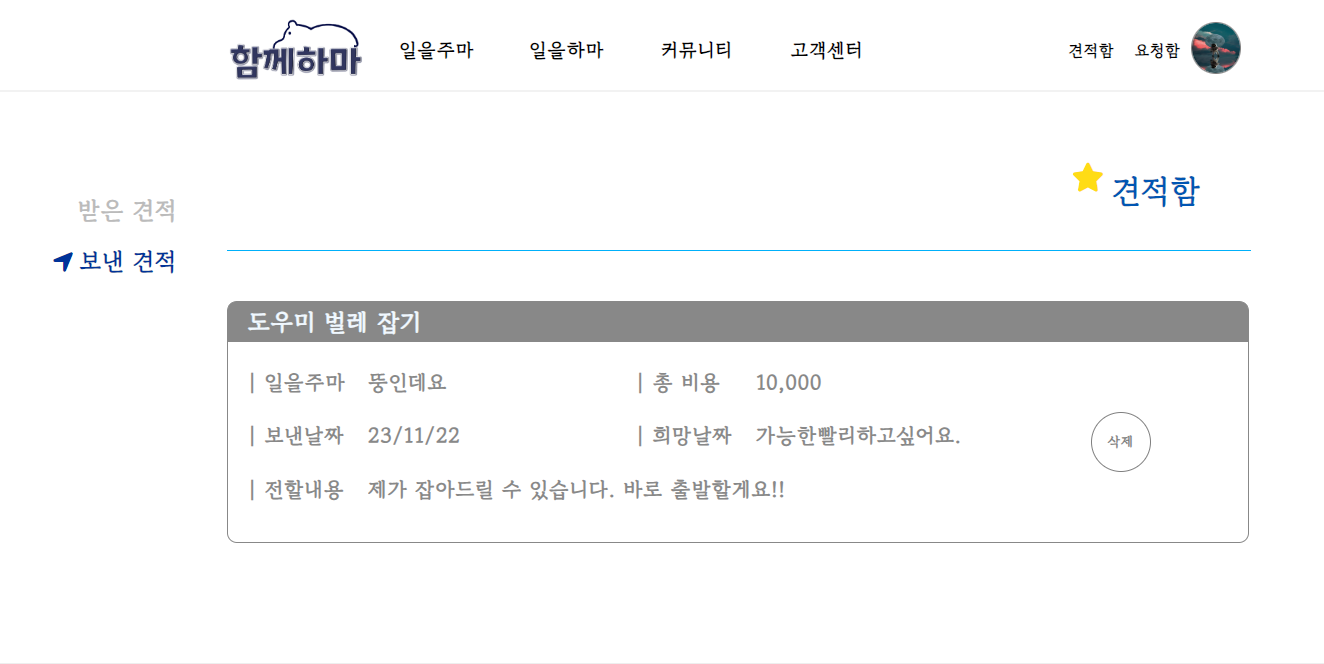 함께하마 일을주마 일을하마 커뮤니티 고객센터 견적함 요청함
견적함
받은 견적
보낸 견적
도우미 벌레 잡기
| 일을주마 뚱인데요 | 총 비용 10,000
| 보낸날짜 23/11/22 | 희망날짜 가능한빨리하고싶어요.
삭제
| 전할내용 제가 잡아드릴 수 있습니다. 바로 출발할게요!!